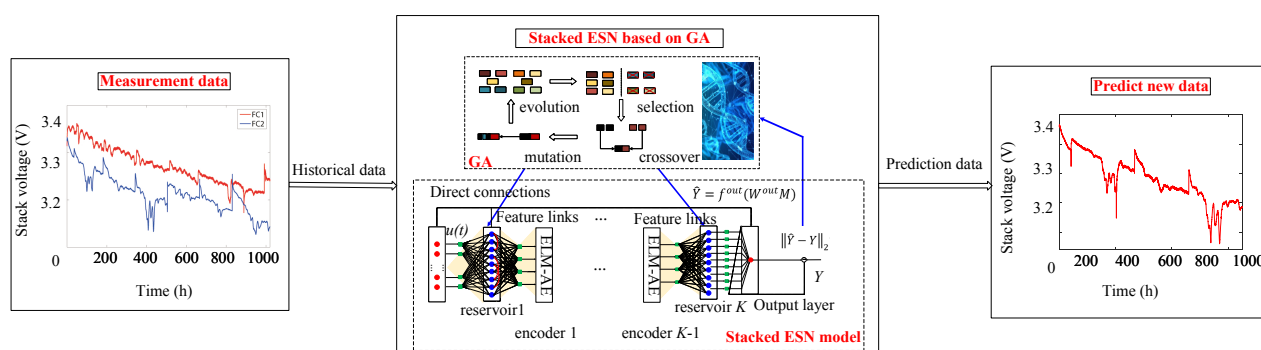 Measurement data
FC1
FC2
3.4
3.3
3.2
Stack voltage (V)
0 200 400 600 800 1000
Time (h)
Historical data
Stacked ESN based on GA
evolution
selection
mutation
crossover
GA
Direct connections
Ŷ = f^out(W^out M)
Feature links
...
Feature links
u(t)
ELM-AE
...
ELM-AE
‖Ŷ − Y‖₂
Y
reservoir1
reservoir K
Output layer
encoder 1
encoder K-1
Stacked ESN model
Prediction data
Predict new data
3.4
3.3
3.2
Stack voltage (V)
0 200 400 600 800 1000
Time (h)